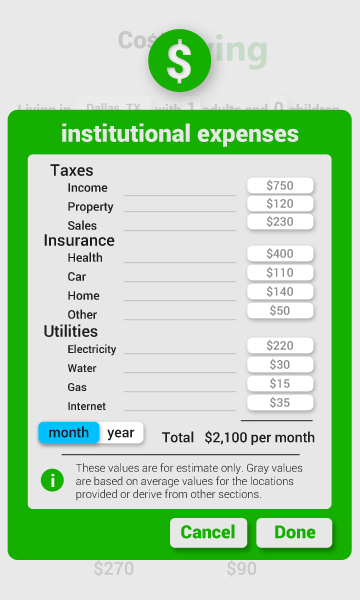 Cos ing
$
Living in Dallas, TX with 1 adults and 0 children
institutional expenses
Taxes
Income $750
Property $120
Sales $230
Insurance
Health $400
Car $110
Home $140
Other $50
Utilities
Electricity $220
Water $30
Gas $15
Internet $35
month year Total $2,100 per month
i
These values are for estimate only. Gray values
are based on average values for the locations
provided or derive from other sections.
Cancel Done
$270 $90